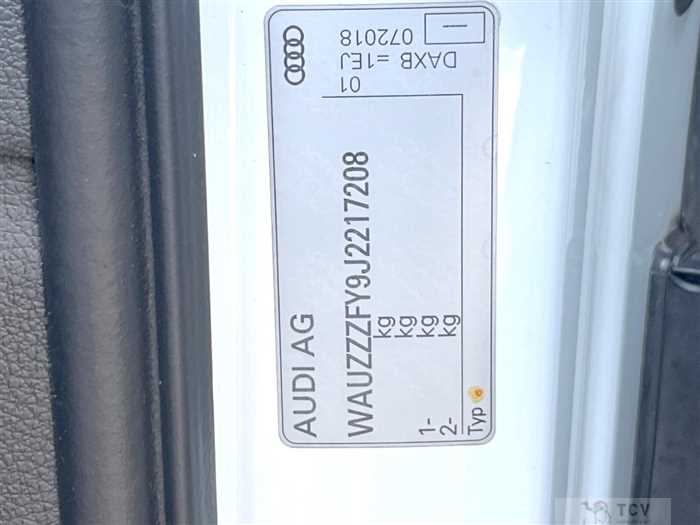 AUDI AG
WAUZZZFY9J2217208
kg
kg
1- kg
2- kg
Typ
01
DAXB =1EJ
072018
TCV